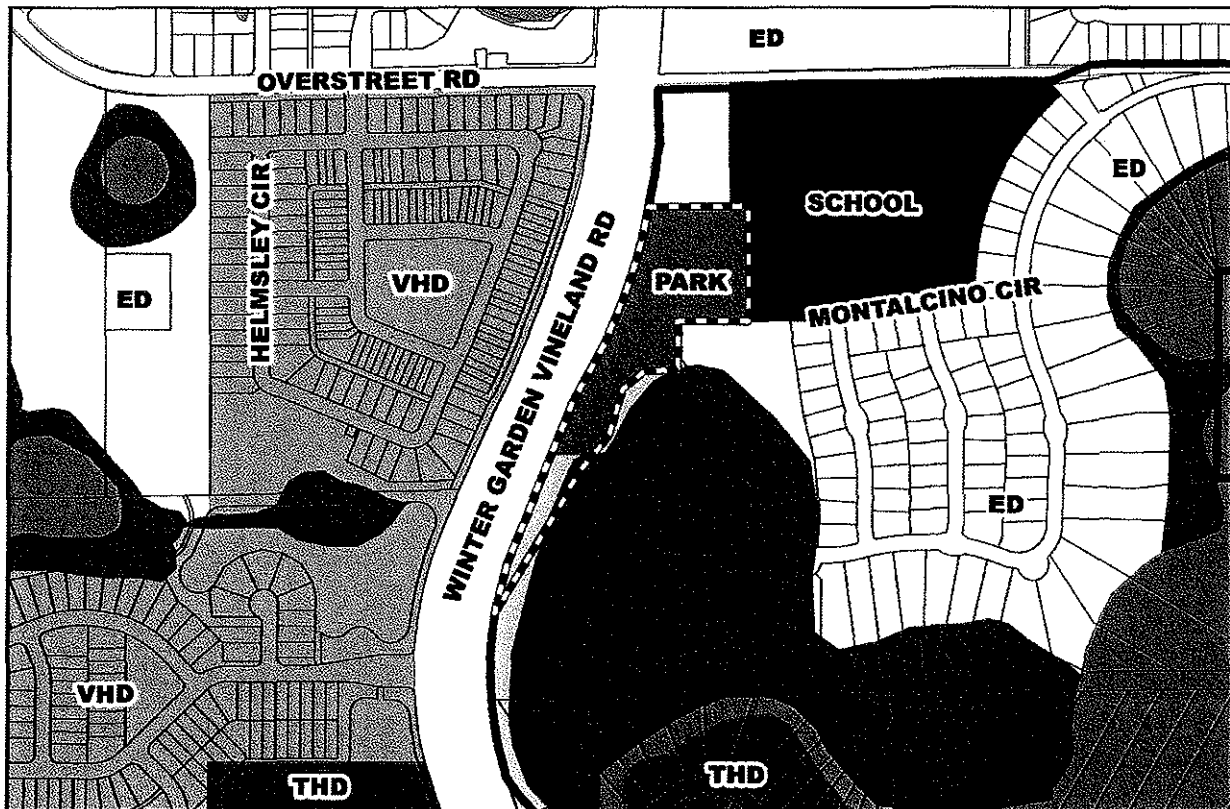 ED
OVERSTREET RD
ED
SCHOOL
HELMSLEY CIR
VHD
PARK
ED
MONTALCINO CIR
WINTER GARDEN VINELAND RD
ED
VHD
THD
THD